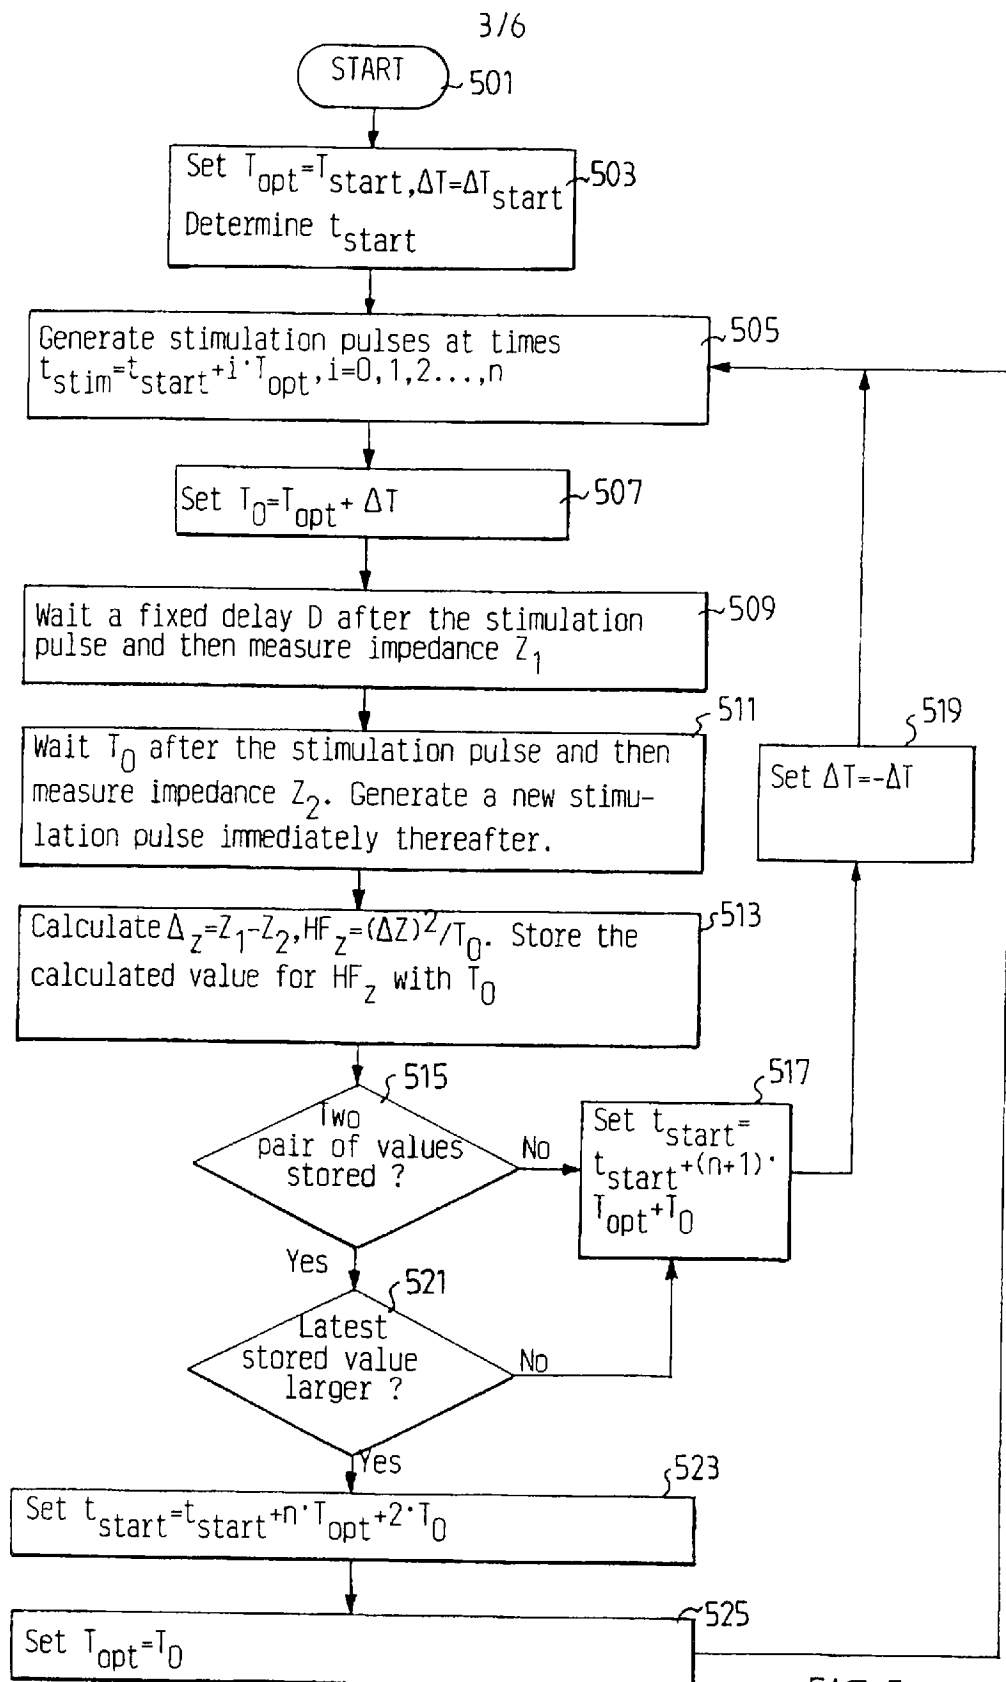 3/6
START
501
Set T_opt=T_start,ΔT=ΔT_start
Determine t_start
503
Generate stimulation pulses at times
t_stim=t_start+i·T_opt,i=0,1,2...,n
505
Set T_0=T_opt+ ΔT
507
Wait a fixed delay D after the stimulation
pulse and then measure impedance Z_1
509
Wait T_0 after the stimulation pulse and then
measure impedance Z_2. Generate a new stimu-
lation pulse immediately thereafter.
511
Set ΔT=-ΔT
519
Calculate Δ_z=Z_1-Z_2,HF_z=(ΔZ)^2/T_0. Store the
calculated value for HF_z with T_0
513
Two
pair of values
stored ?
515
No
Set t_start=
t_start+(n+1)·
T_opt+T_0
517
Yes
Latest
stored value
larger ?
521
No
Yes
Set t_start=t_start+n·T_opt+2·T_0
523
Set T_opt=T_0
525